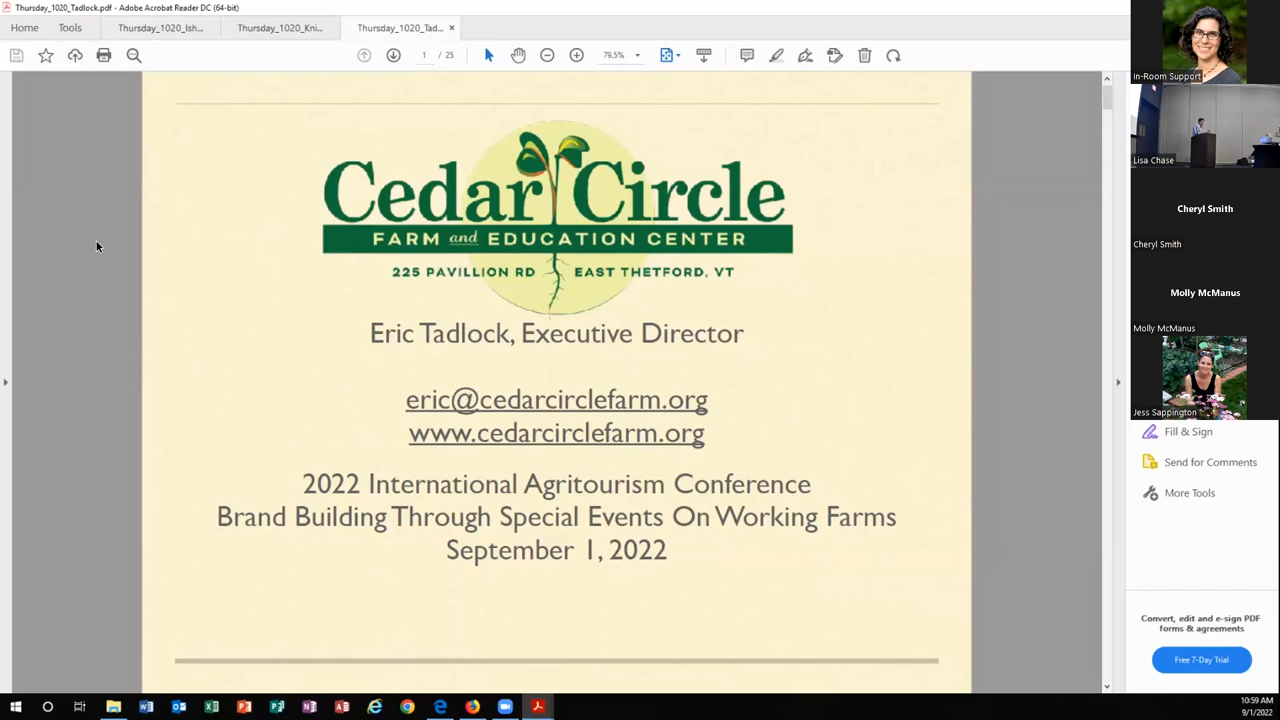 Thursday_1020_Tadlock.pdf - Adobe Acrobat Reader DC (64-bit)
Home
Tools
Thursday_1020_Ish...
Thursday_1020_Kni...
Thursday_1020_Tad...
1 / 25
79.5%
Cedar Circle
FARM and EDUCATION CENTER
225 PAVILLION RD EAST THETFORD, VT
Eric Tadlock, Executive Director
eric@cedarcirclefarm.org
www.cedarcirclefarm.org
2022 International Agritourism Conference
Brand Building Through Special Events On Working Farms
September 1, 2022
In-Room Support
Lisa Chase
Cheryl Smith
Cheryl Smith
Molly McManus
Molly McManus
Jess Sappington
Fill & Sign
Send for Comments
More Tools
Convert, edit and e-sign PDF
forms & agreements
Free 7-Day Trial
10:59 AM
9/1/2022